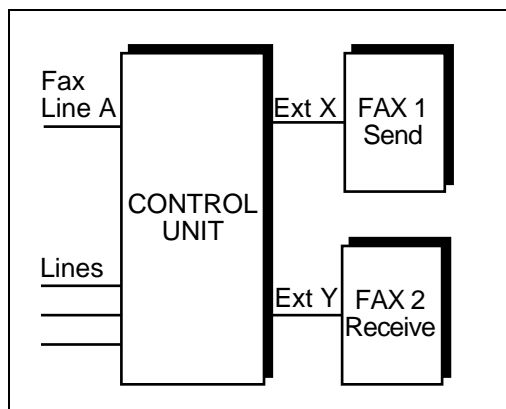 Fax
Line A
Lines
CONTROL
UNIT
Ext X
FAX 1
Send
Ext Y
FAX 2
Receive